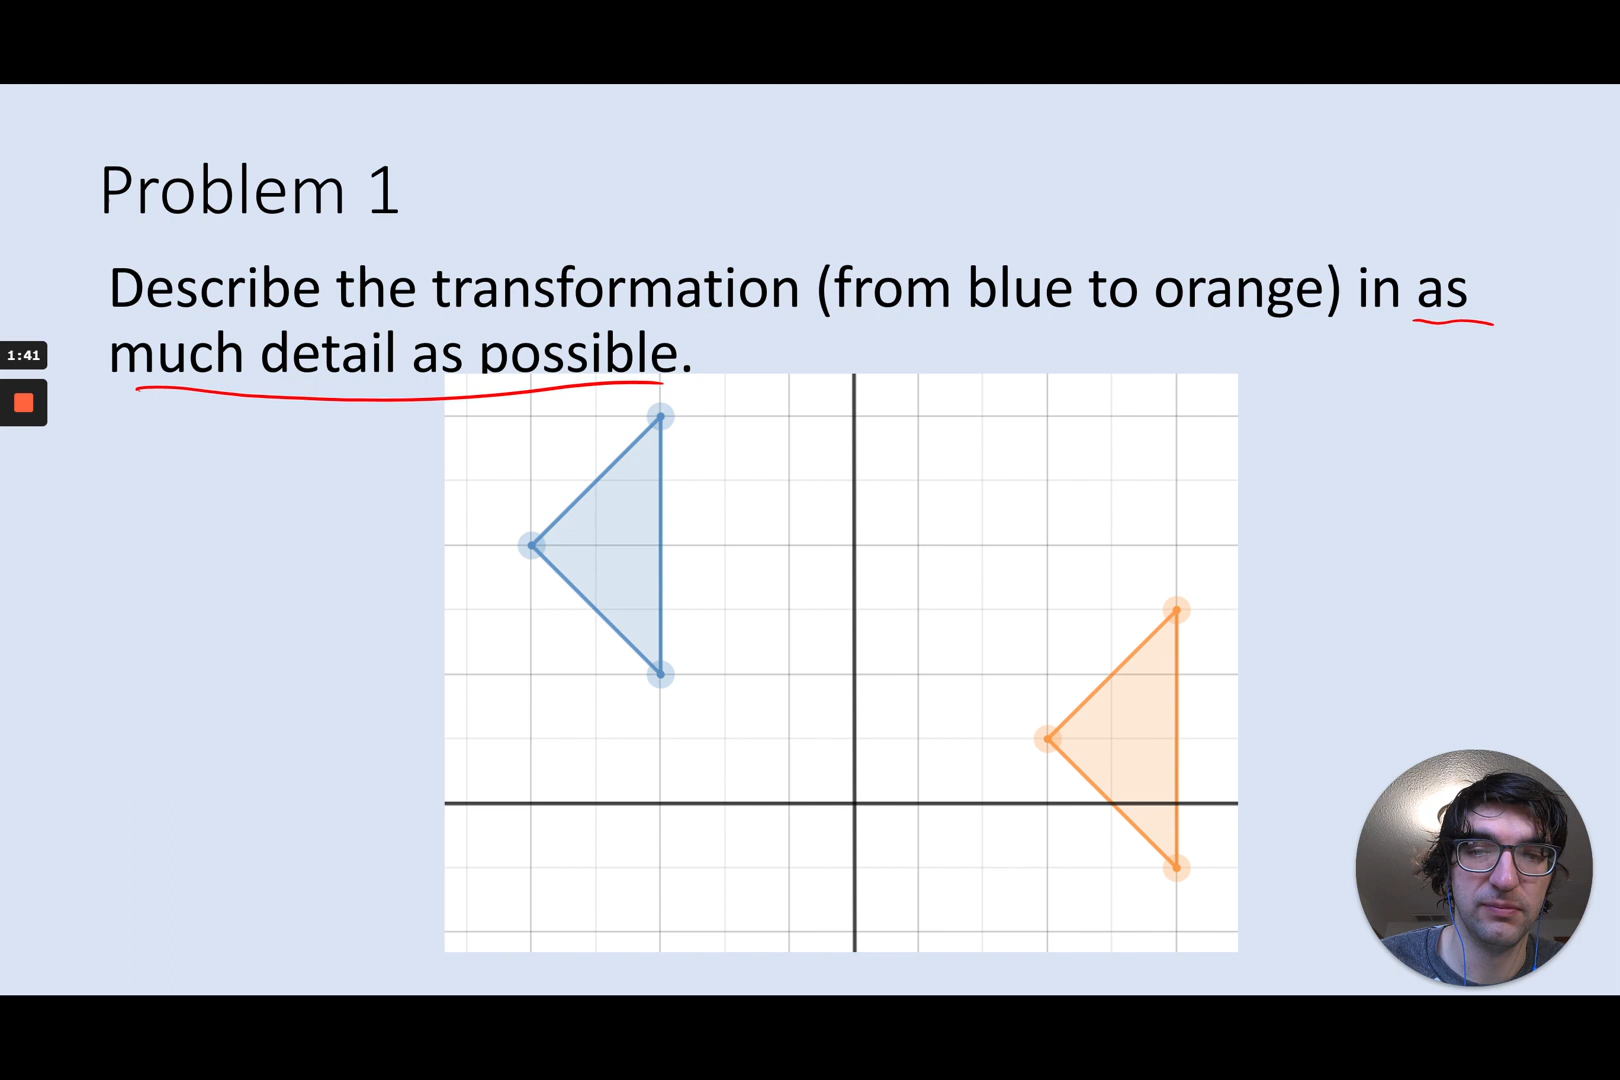 Problem 1
Describe the transformation (from blue to orange) in as
much detail as possible.
1:41